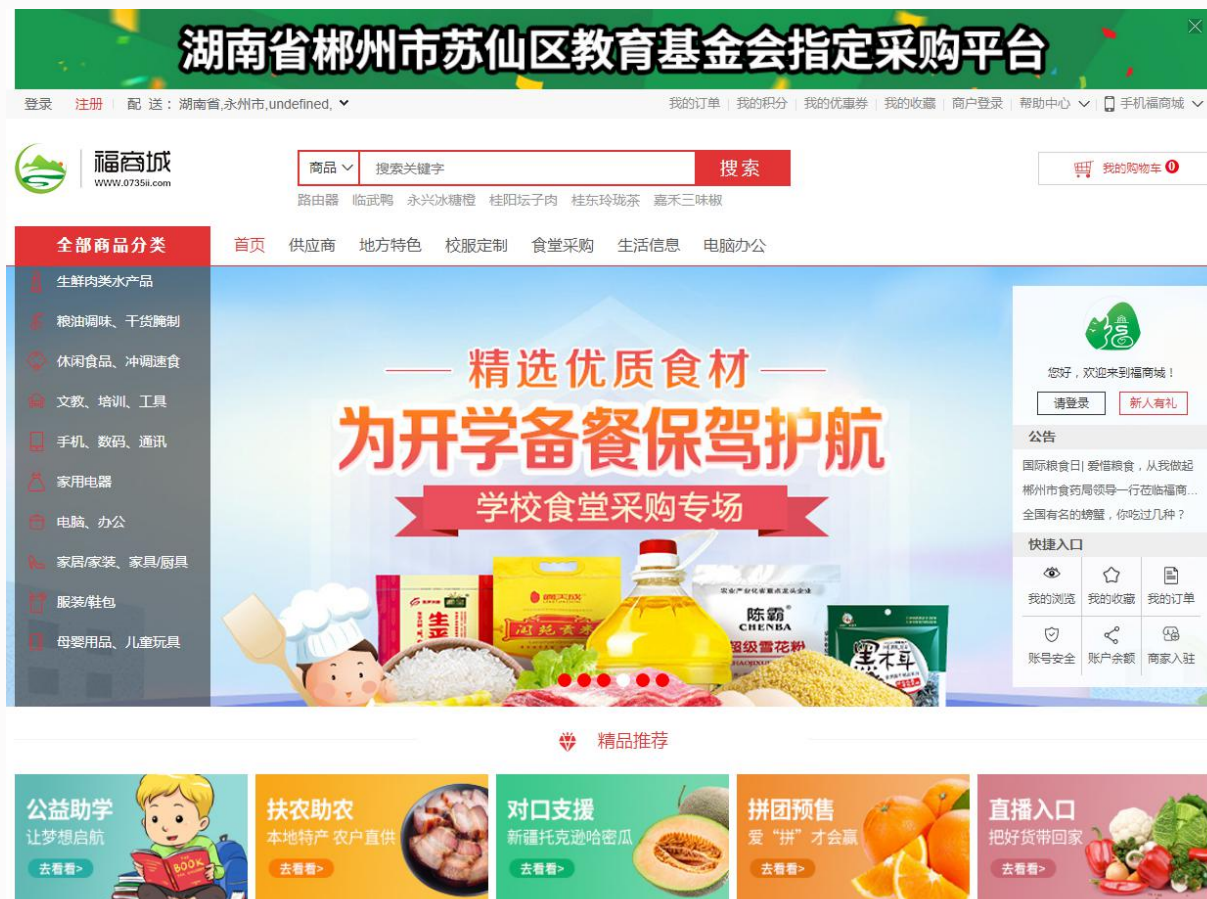 湖南省郴州市苏仙区教育基金会指定采购平台
登录 注册 配 送：湖南省,永州市,undefined,
我的订单 我的积分 我的优惠券 我的收藏 商户登录 帮助中心 手机福商城
福商城
WWW.0735ii.com
商品 搜索关键字 搜索
我的购物车 0
路由器 临武鸭 永兴冰糖橙 桂阳坛子肉 桂东玲珑茶 嘉禾三味椒
全部商品分类 首页 供应商 地方特色 校服定制 食堂采购 生活信息 电脑办公
生鲜肉类水产品
粮油调味、干货腌制
休闲食品、冲调速食
文教、培训、工具
手机、数码、通讯
家用电器
电脑、办公
家居/家装、家具/厨具
服装/鞋包
母婴用品、儿童玩具
精选优质食材
为开学备餐保驾护航
学校食堂采购专场
陈霸
CHENBA
超级雪花粉
黑木耳
福
您好，欢迎来到福商城！
请登录 新人有礼
公告
国际粮食日| 爱惜粮食，从我做起
郴州市食药局领导一行莅临福商...
全国有名的螃蟹，你吃过几种？
快捷入口
我的浏览 我的收藏 我的订单
账号安全 账户余额 商家入驻
精品推荐
公益助学
让梦想启航
去看看>
BOOK
扶农助农
本地特产 农户直供
去看看>
对口支援
新疆托克逊哈密瓜
去看看>
拼团预售
爱“拼”才会赢
去看看>
直播入口
把好货带回家
去看看>